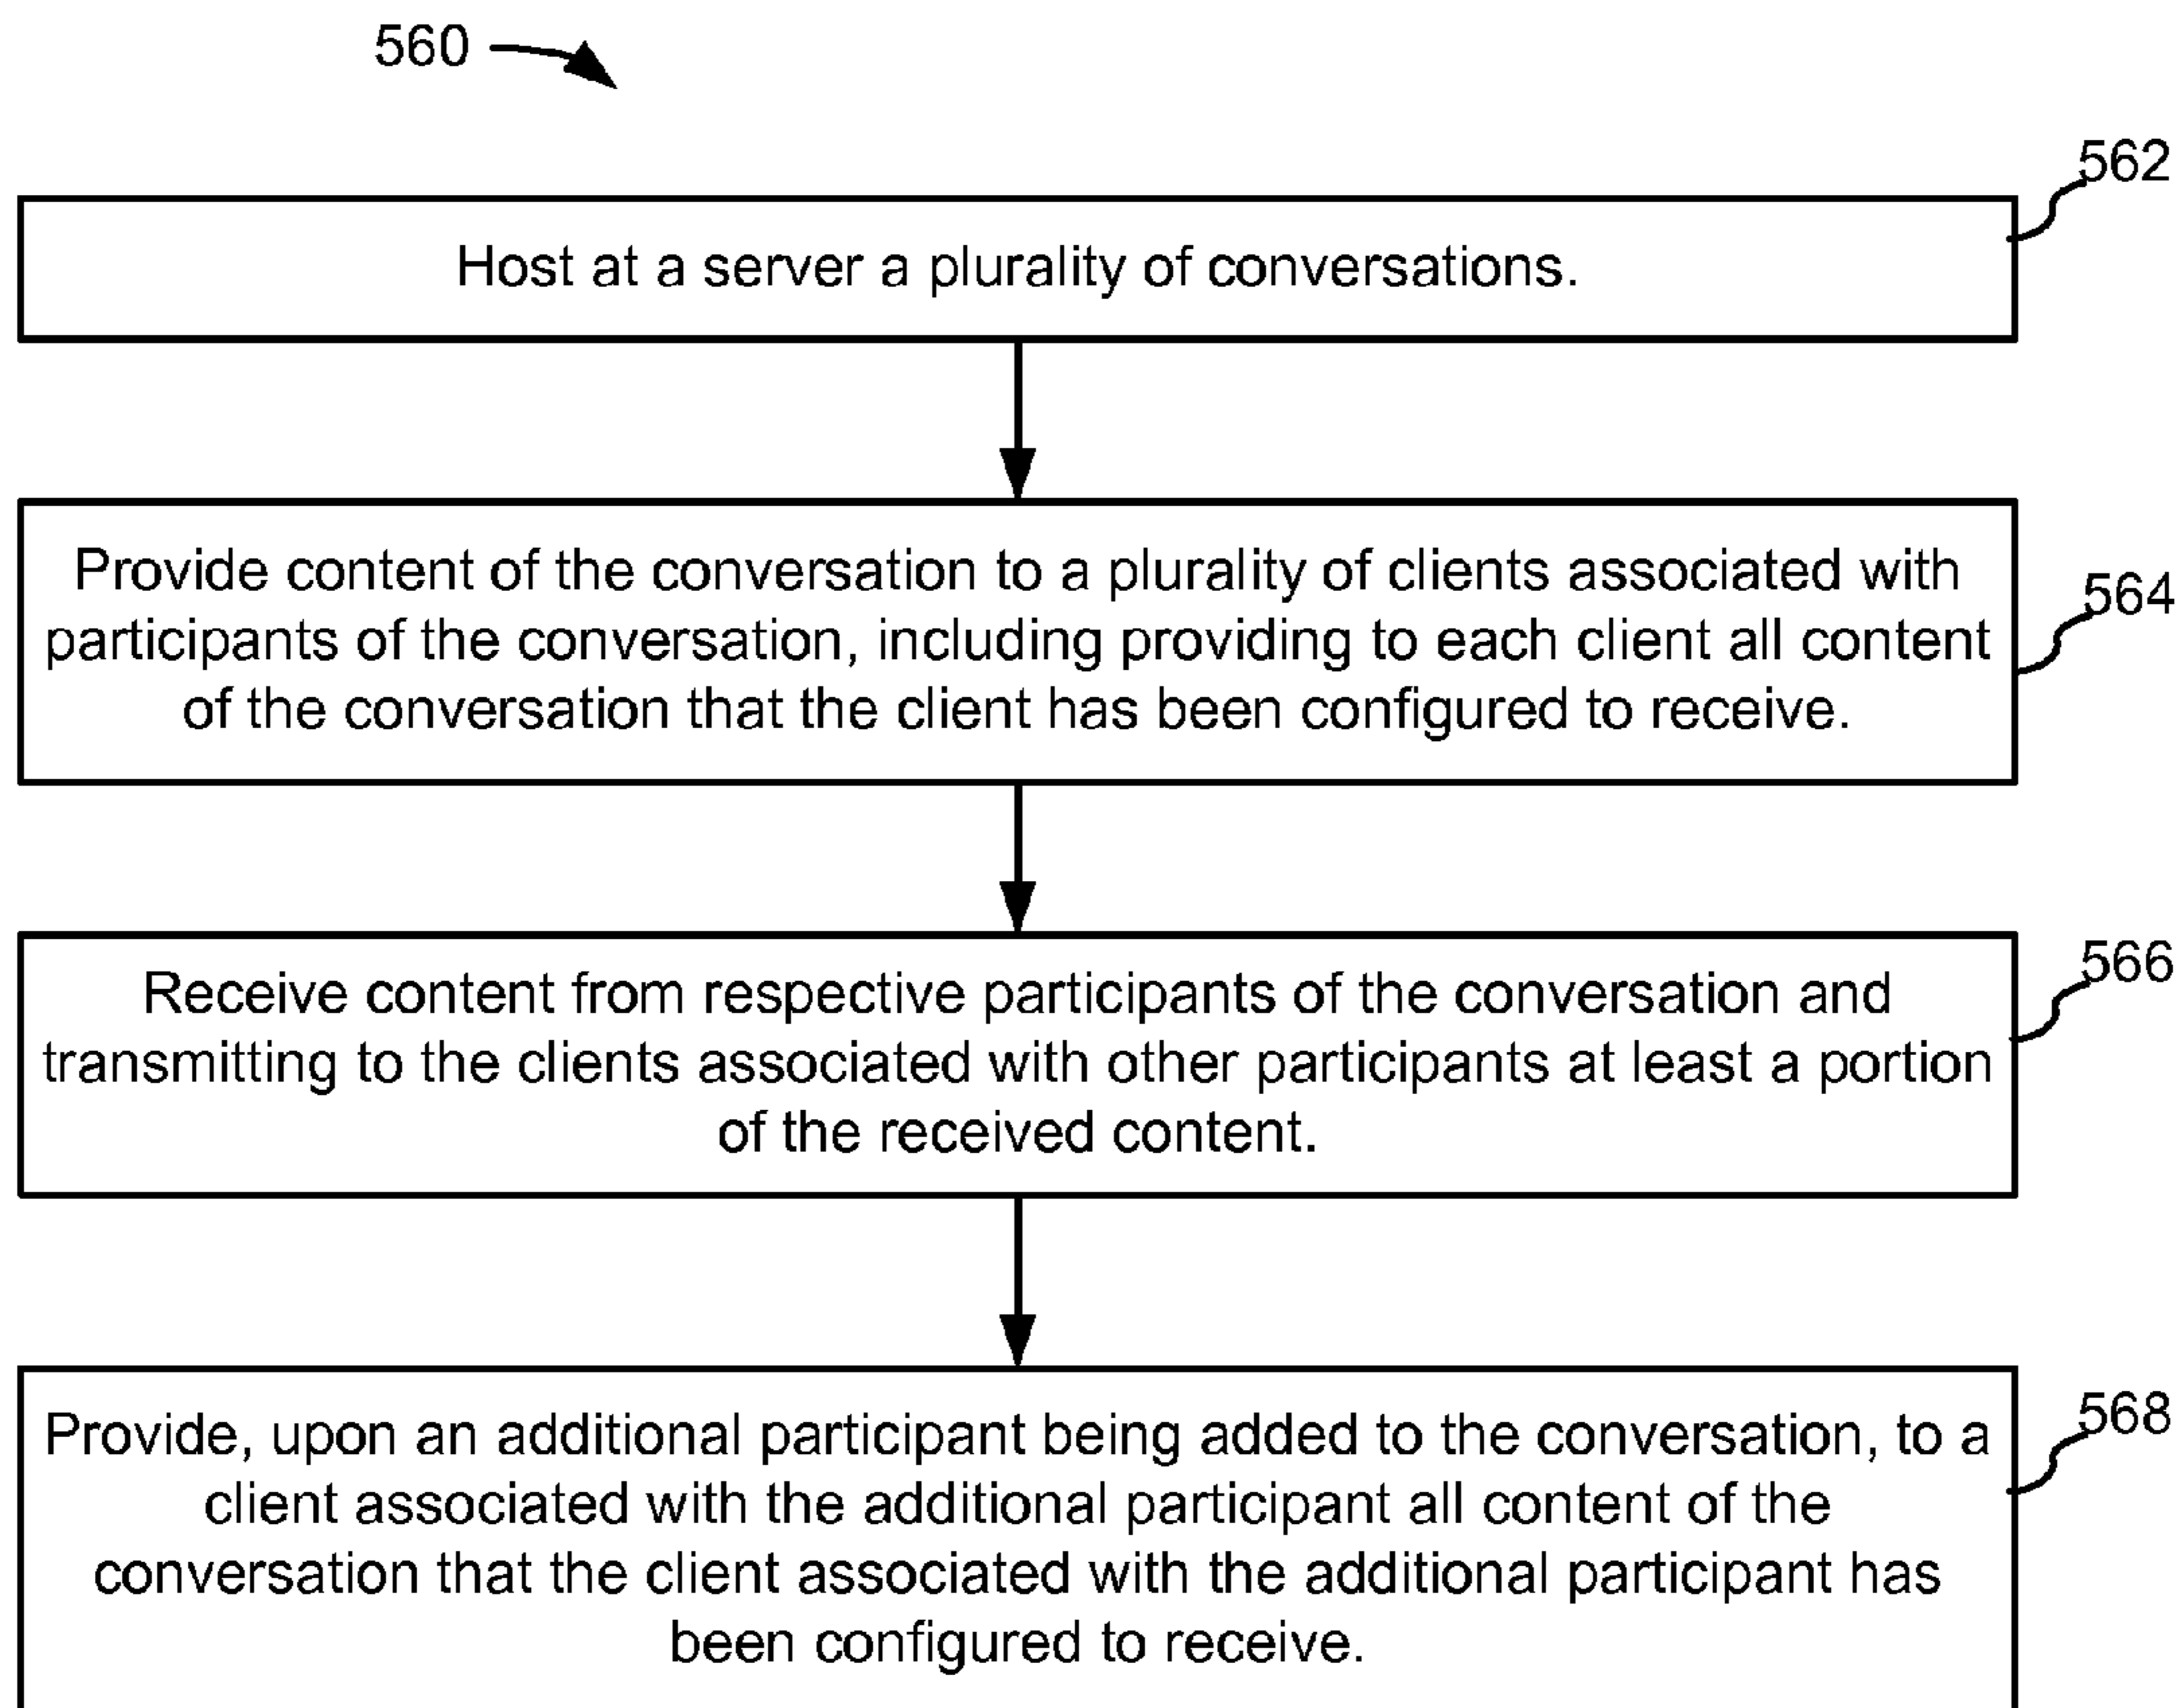 560
562
Host at a server a plurality of conversations.
Provide content of the conversation to a plurality of clients associated with
564
participants of the conversation, including providing to each client all content
of the conversation that the client has been configured to receive.
566
Receive content from respective participants of the conversation and
transmitting to the clients associated with other participants at least a portion
of the received content.
568
Provide, upon an additional participant being added to the conversation, to a
client associated with the additional participant all content of the
conversation that the client associated with the additional participant has
been configured to receive.